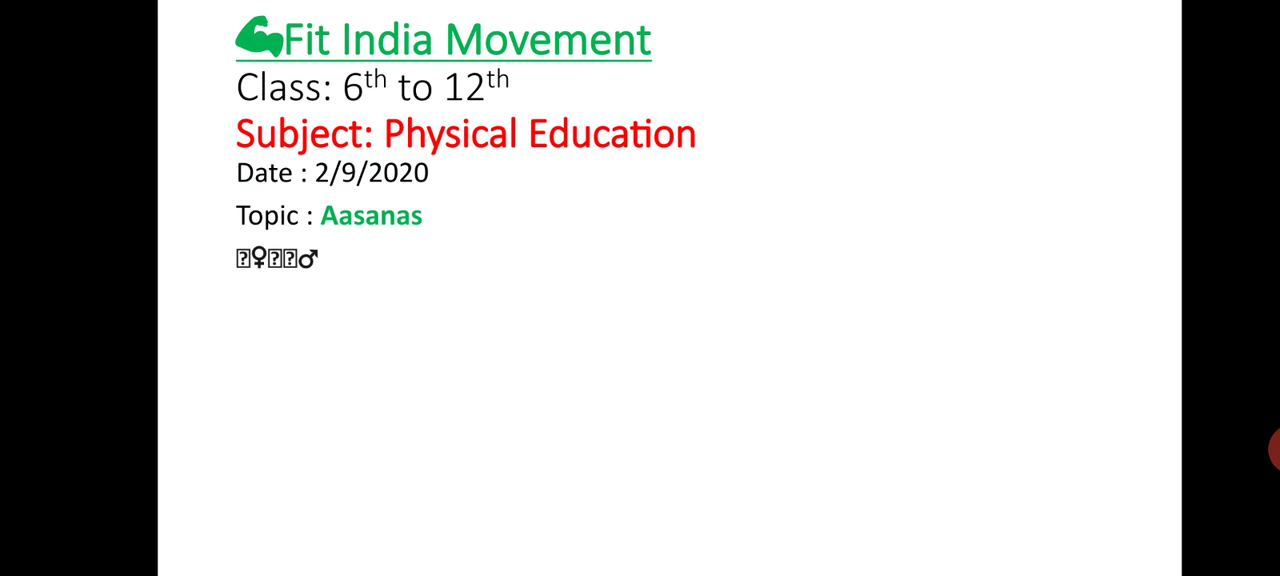 💪Fit India Movement
Class: 6th to 12th
Subject: Physical Education
Date : 2/9/2020
Topic : Aasanas
⍰♀⍰⍰♂